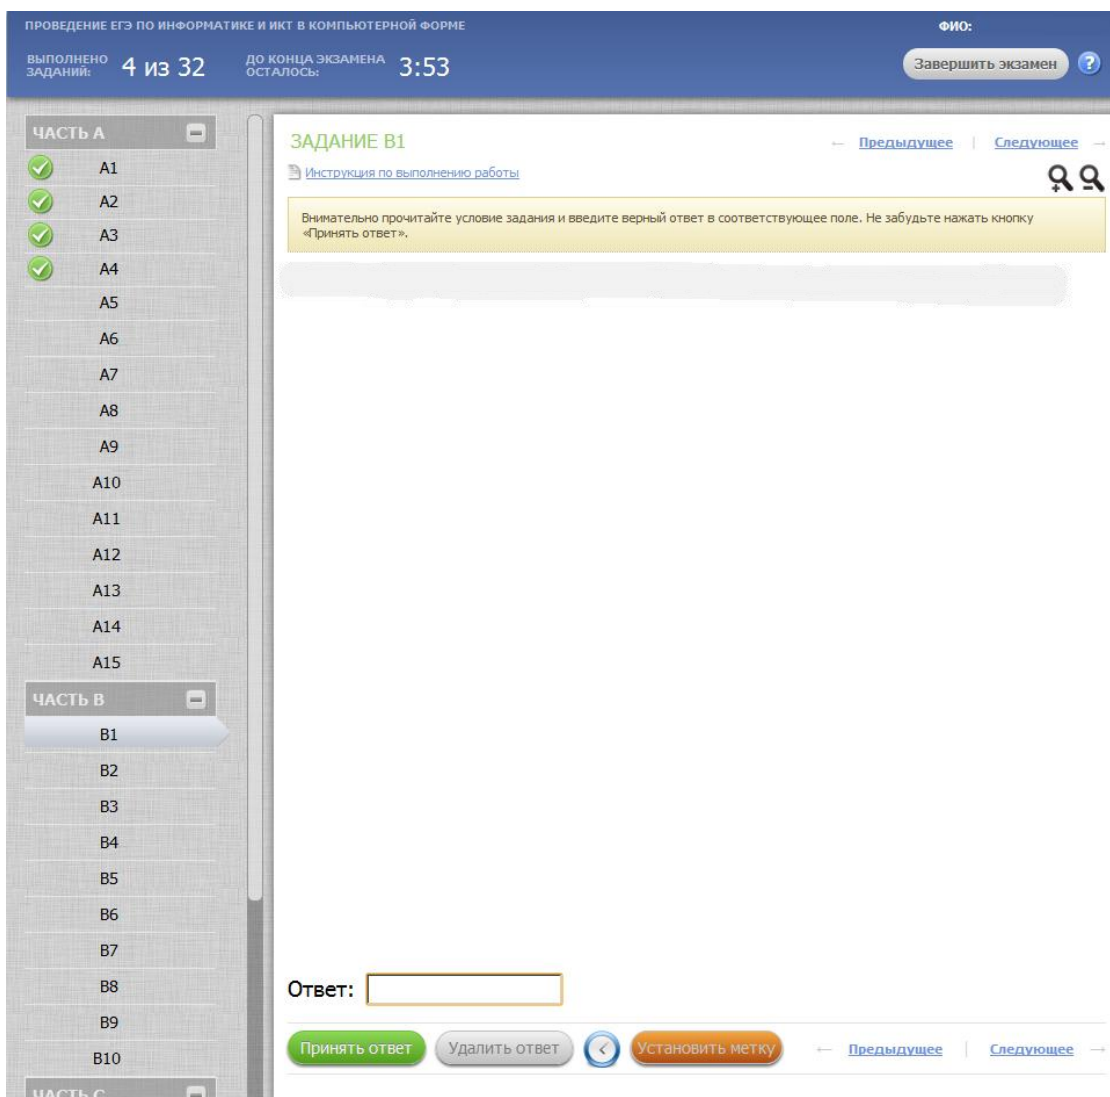 ПРОВЕДЕНИЕ ЕГЭ ПО ИНФОРМАТИКЕ И ИКТ В КОМПЬЮТЕРНОЙ ФОРМЕ
ФИО:
ВЫПОЛНЕНО ЗАДАНИЙ: 4 из 32
ДО КОНЦА ЭКЗАМЕНА ОСТАЛОСЬ: 3:53
Завершить экзамен ?
ЧАСТЬ A
A1
A2
A3
A4
A5
A6
A7
A8
A9
A10
A11
A12
A13
A14
A15
ЧАСТЬ B
B1
B2
B3
B4
B5
B6
B7
B8
B9
B10
ЧАСТЬ C
ЗАДАНИЕ B1
← Предыдущее | Следующее →
Инструкция по выполнению работы
Внимательно прочитайте условие задания и введите верный ответ в соответствующее поле. Не забудьте нажать кнопку
«Принять ответ».
Ответ:
Принять ответ
Удалить ответ
Установить метку
← Предыдущее | Следующее →